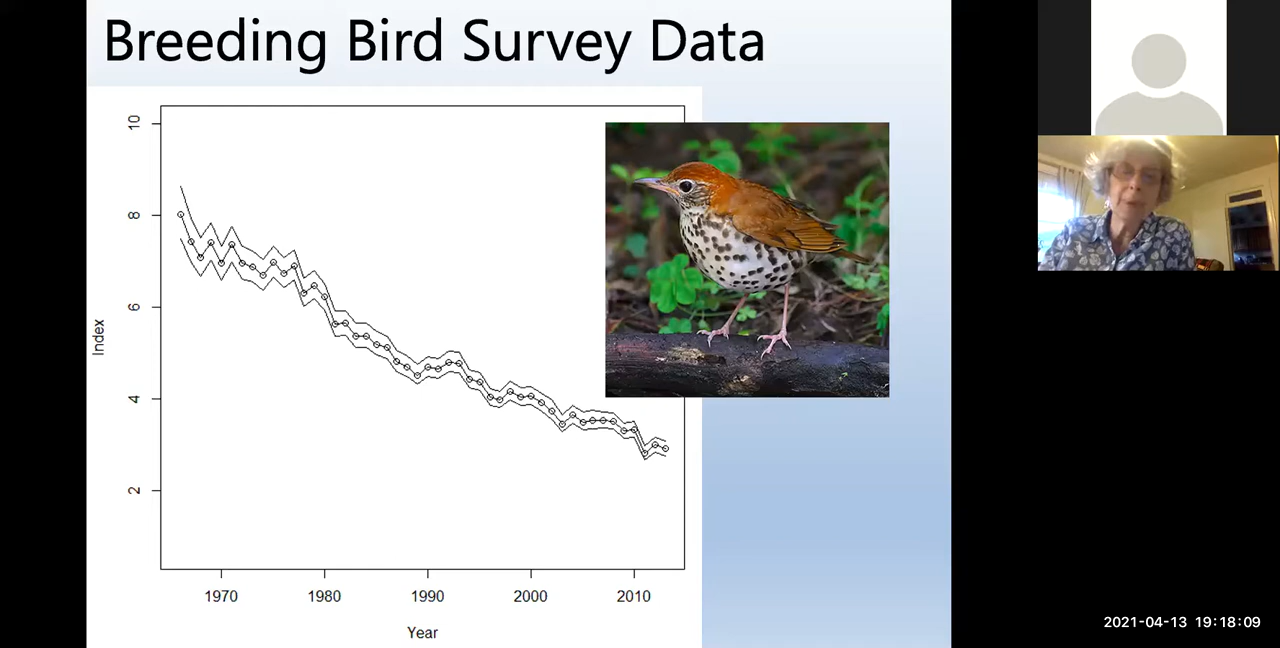 Breeding Bird Survey Data
10
8
6
4
2
Index
1970 1980 1990 2000 2010
Year
2021-04-13 19:18:09